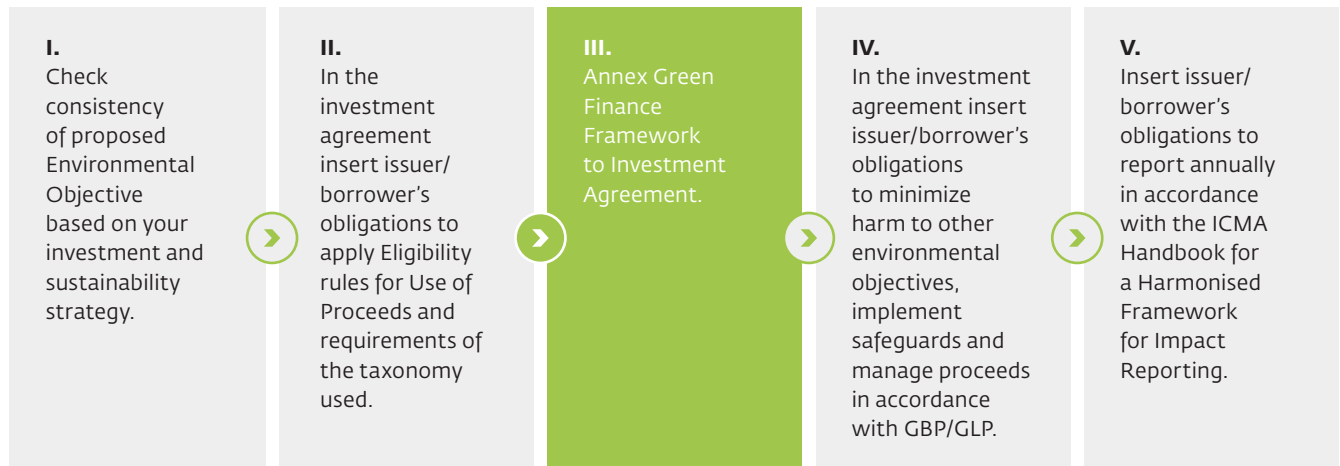 I.
Check
consistency
of proposed
Environmental
Objective
based on your
investment and
sustainability
strategy.
II.
In the
investment
agreement
insert issuer/
borrower's
obligations to
apply Eligibility
rules for Use of
Proceeds and
requirements of
the taxonomy
used.
III.
Annex Green
Finance
Framework
to Investment
Agreement.
IV.
In the investment
agreement insert
issuer/borrower's
obligations
to minimize
harm to other
environmental
objectives,
implement
safeguards and
manage proceeds
in accordance
with GBP/GLP.
V.
Insert issuer/
borrower's
obligations to
report annually
in accordance
with the ICMA
Handbook for
a Harmonised
Framework
for Impact
Reporting.